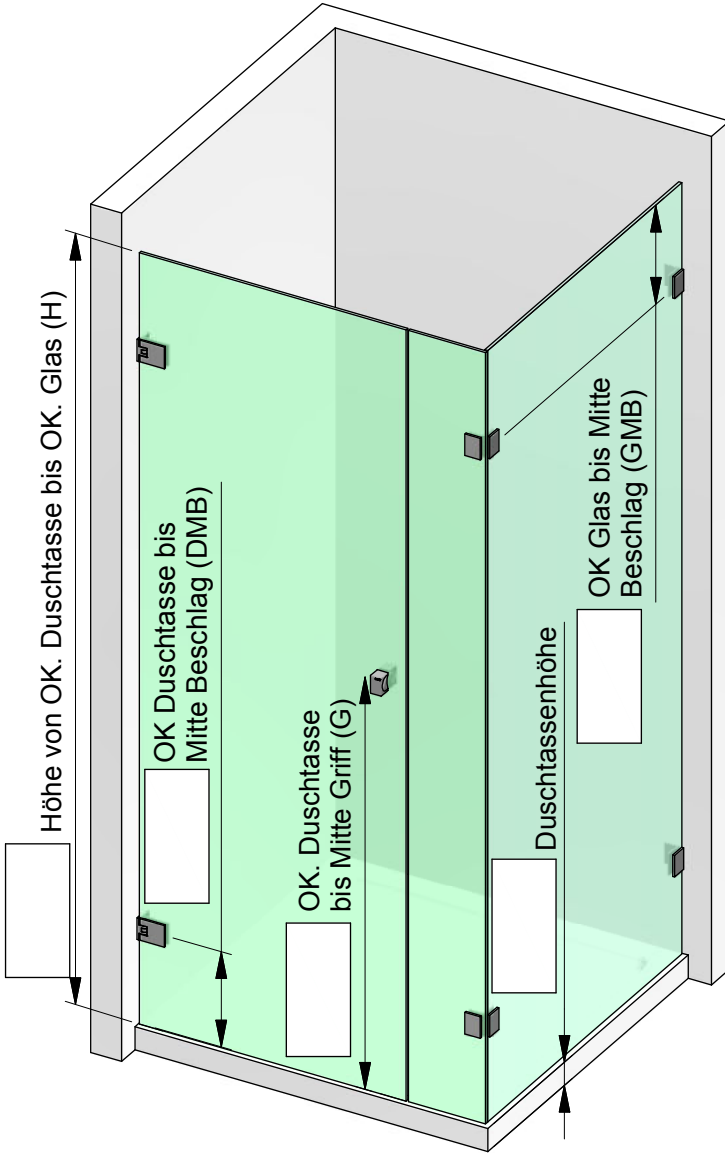 Höhe von OK. Duschtasse bis OK. Glas (H)
OK Duschtasse bis
Mitte Beschlag (DMB)
OK. Duschtasse
bis Mitte Griff (G)
Duschtassenhöhe
OK Glas bis Mitte
Beschlag (GMB)